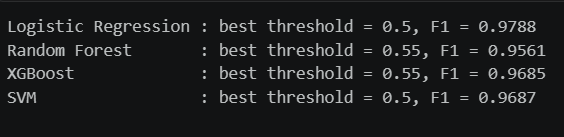 Logistic Regression : best threshold = 0.5, F1 = 0.9788
Random Forest       : best threshold = 0.55, F1 = 0.9561
XGBoost             : best threshold = 0.55, F1 = 0.9685
SVM                 : best threshold = 0.5, F1 = 0.9687